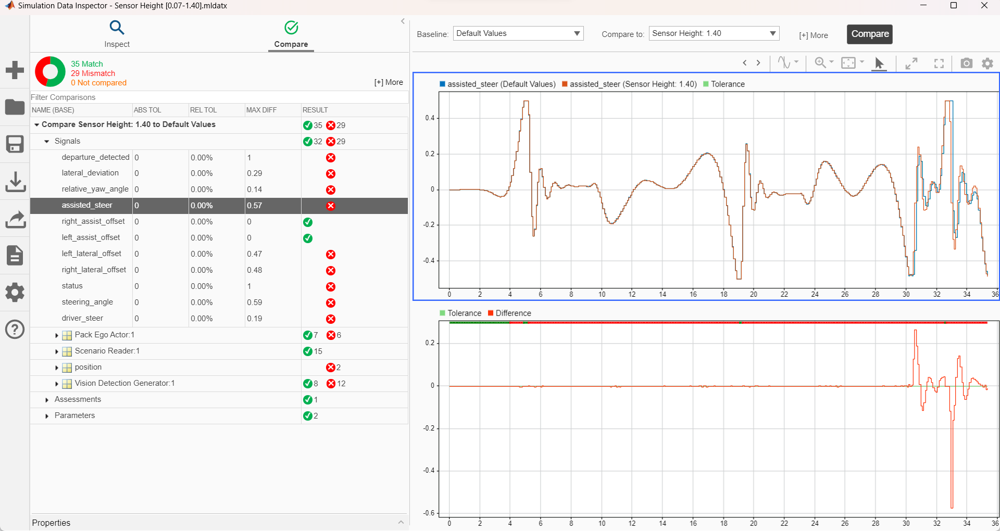 Simulation Data Inspector - Sensor Height [0.07-1.40].mldatx
Inspect
Compare
35 Match
29 Mismatch
0 Not compared
[+] More
Filter Comparisons
NAME (BASE) ABS TOL REL TOL MAX DIFF RESULT
Compare Sensor Height: 1.40 to Default Values 35 29
Signals 32 29
departure_detected 0 0.00% 1
lateral_deviation 0 0.00% 0.29
relative_yaw_angle 0 0.00% 0.14
assisted_steer 0 0.00% 0.57
right_assist_offset 0 0.00% 0
left_assist_offset 0 0.00% 0
left_lateral_offset 0 0.00% 0.47
right_lateral_offset 0 0.00% 0.48
status 0 0.00% 1
steering_angle 0 0.00% 0.59
driver_steer 0 0.00% 0.19
Pack Ego Actor:1 7 6
Scenario Reader:1 15
position 2
Vision Detection Generator:1 8 12
Assessments 1
Parameters 2
Properties
Baseline: Default Values Compare to: Sensor Height: 1.40 [+] More Compare
assisted_steer (Default Values) assisted_steer (Sensor Height: 1.40) Tolerance
0.4
0.2
0
-0.2
-0.4
0 2 4 6 8 10 12 14 16 18 20 22 24 26 28 30 32 34 36
Tolerance Difference
0.2
0
-0.2
-0.4
-0.6
0 2 4 6 8 10 12 14 16 18 20 22 24 26 28 30 32 34 36